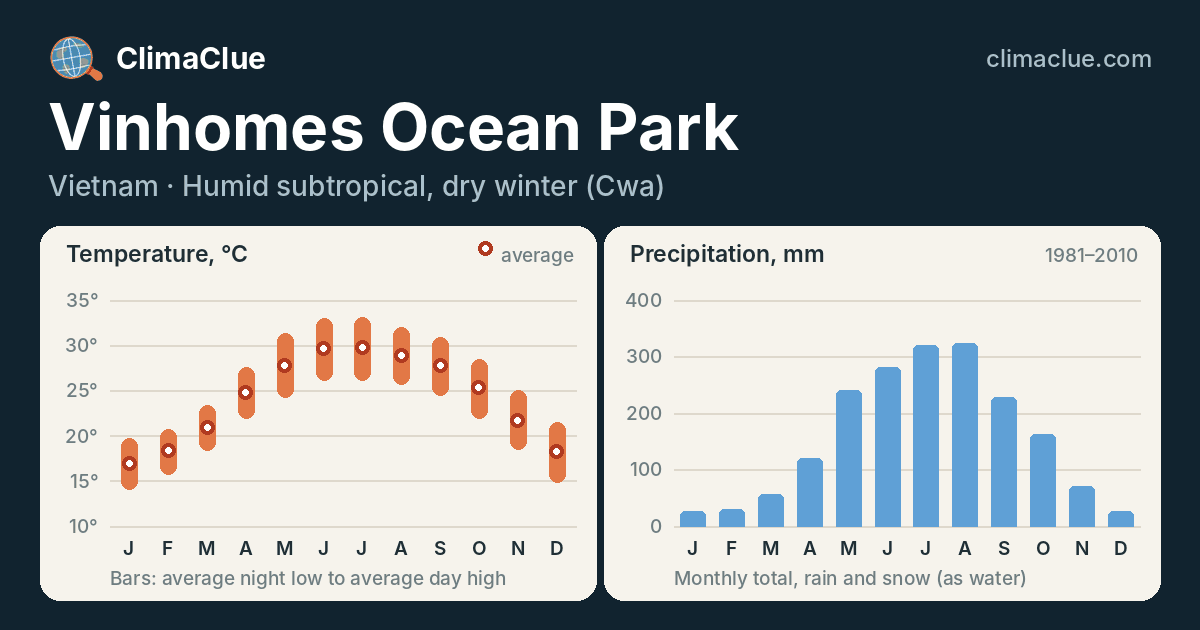 ClimaClue
climaclue.com
Vinhomes Ocean Park
Vietnam · Humid subtropical, dry winter (Cwa)
Temperature, °C
average
35°
30°
25°
20°
15°
10°
J F M A M J J A S O N D
Bars: average night low to average day high
Precipitation, mm
1981–2010
400
300
200
100
0
J F M A M J J A S O N D
Monthly total, rain and snow (as water)